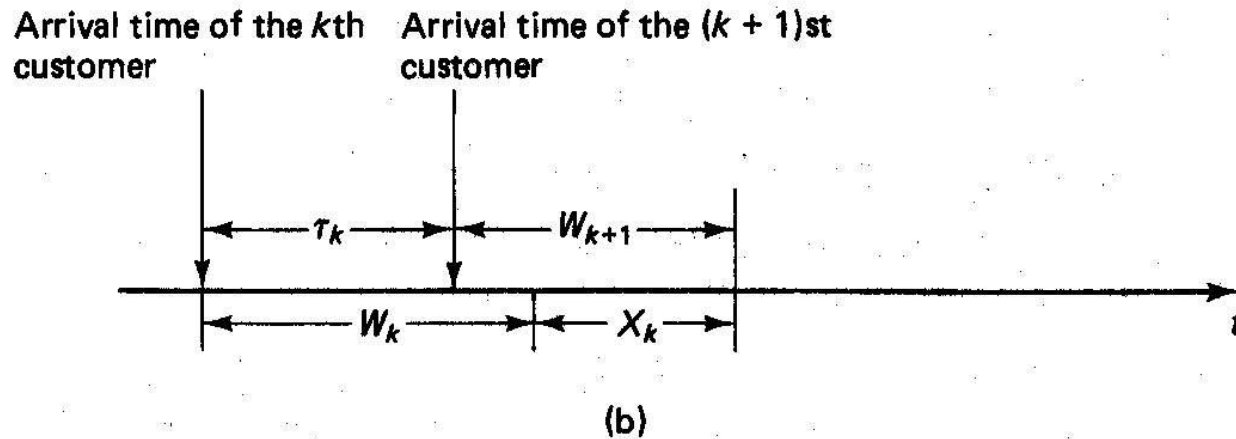 Arrival time of the kth Arrival time of the (k + 1)st
customer customer
τk Wk+1
Wk Xk
t
(b)